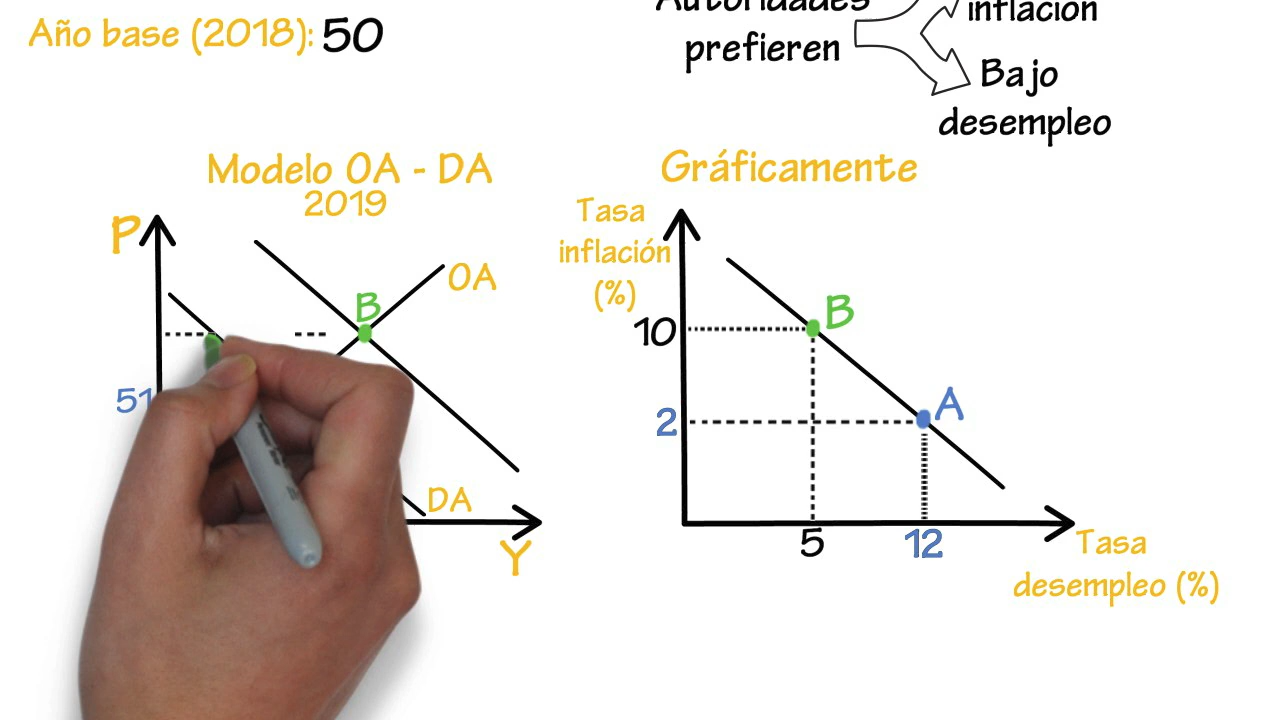 Año base (2018): 50
Autoridades
prefieren
inflación
Bajo
desempleo
Modelo OA - DA
2019
P
OA
B
51
DA
Y
Gráficamente
Tasa
inflación
(%)
10
B
2
A
5
12
Tasa
desempleo (%)